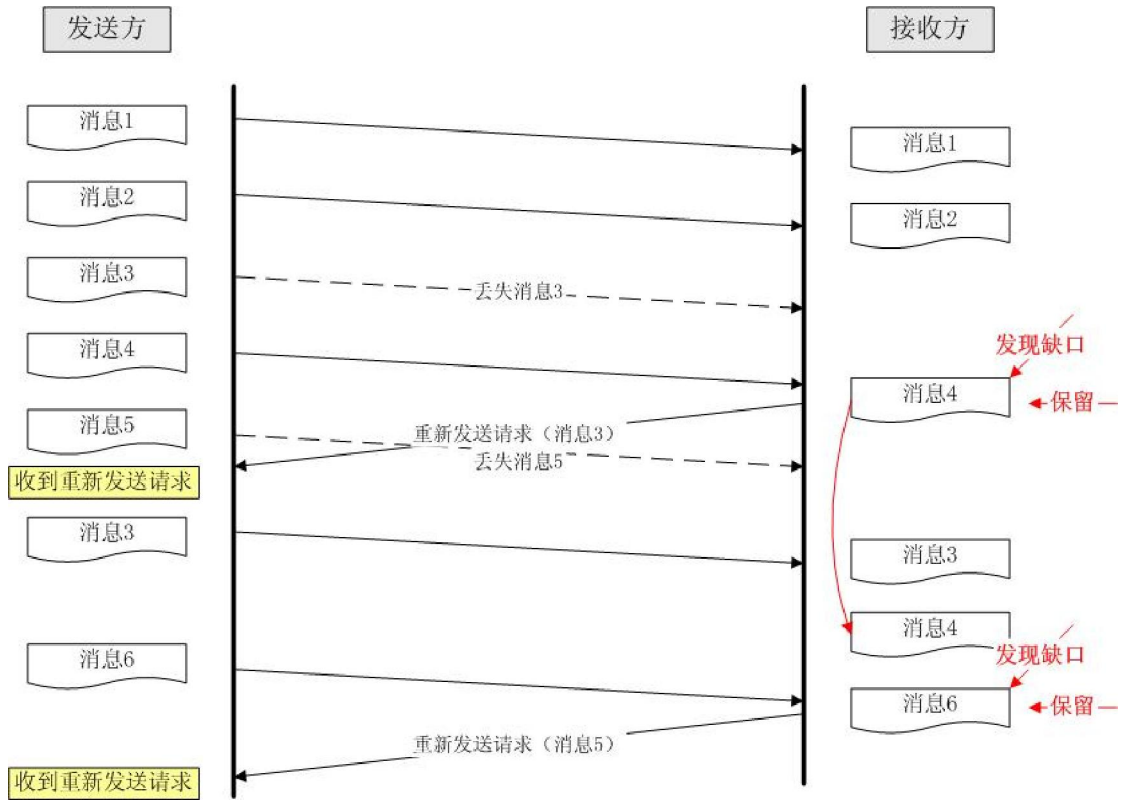 发送方
接收方
消息1
消息1
消息2
消息2
消息3
丢失消息3
消息4
发现缺口
消息4
保留
消息5
重新发送请求（消息3）
丢失消息5
收到重新发送请求
消息3
消息3
消息4
消息6
发现缺口
消息6
保留
重新发送请求（消息5）
收到重新发送请求